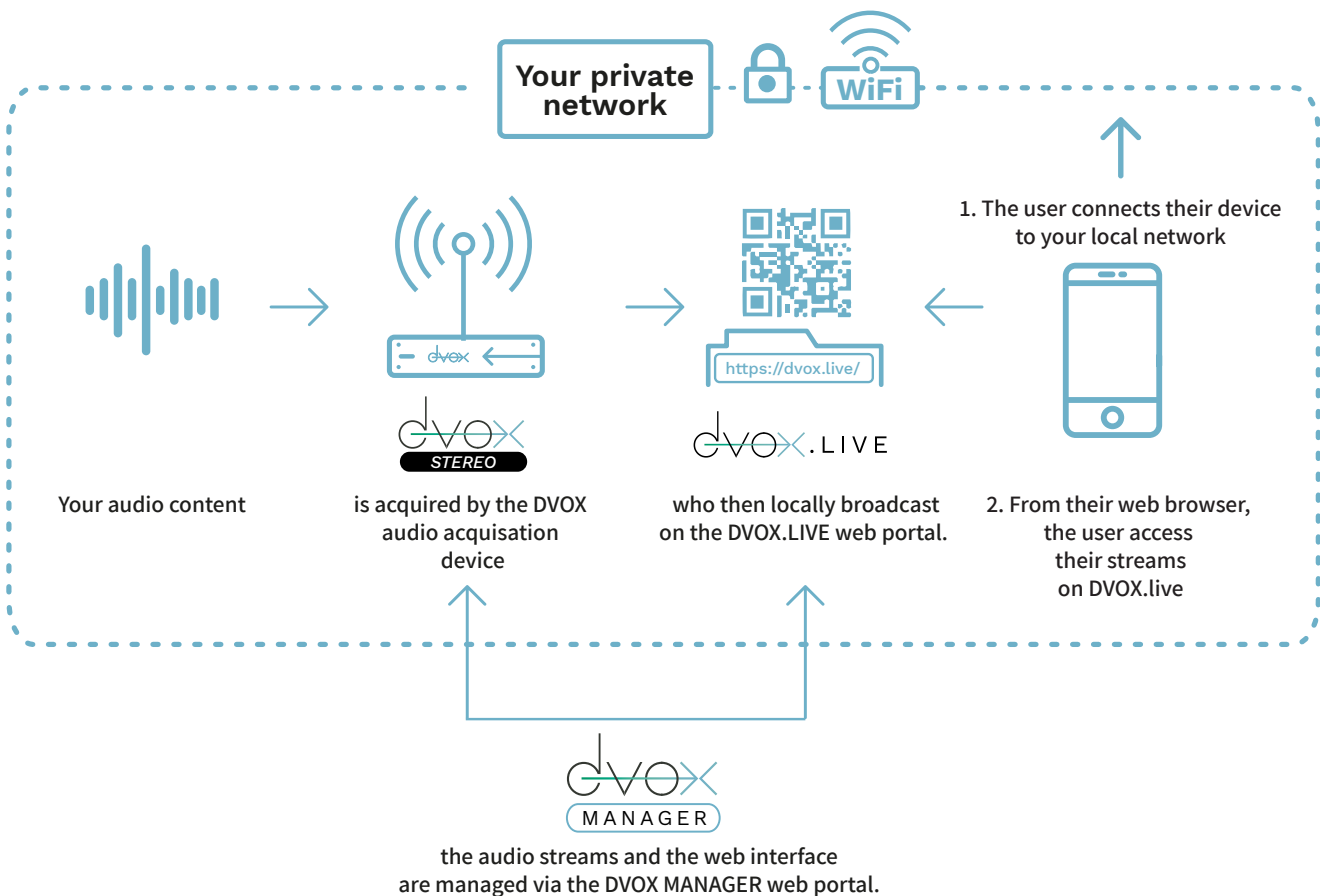 Your private
network
WiFi
1. The user connects their device
to your local network
dvox
https://dvox.live/
dvox
STEREO
dvox.LIVE
Your audio content
is acquired by the DVOX
audio acquisation
device
who then locally broadcast
on the DVOX.LIVE web portal.
2. From their web browser,
the user access
their streams
on DVOX.live
dvox
MANAGER
the audio streams and the web interface
are managed via the DVOX MANAGER web portal.